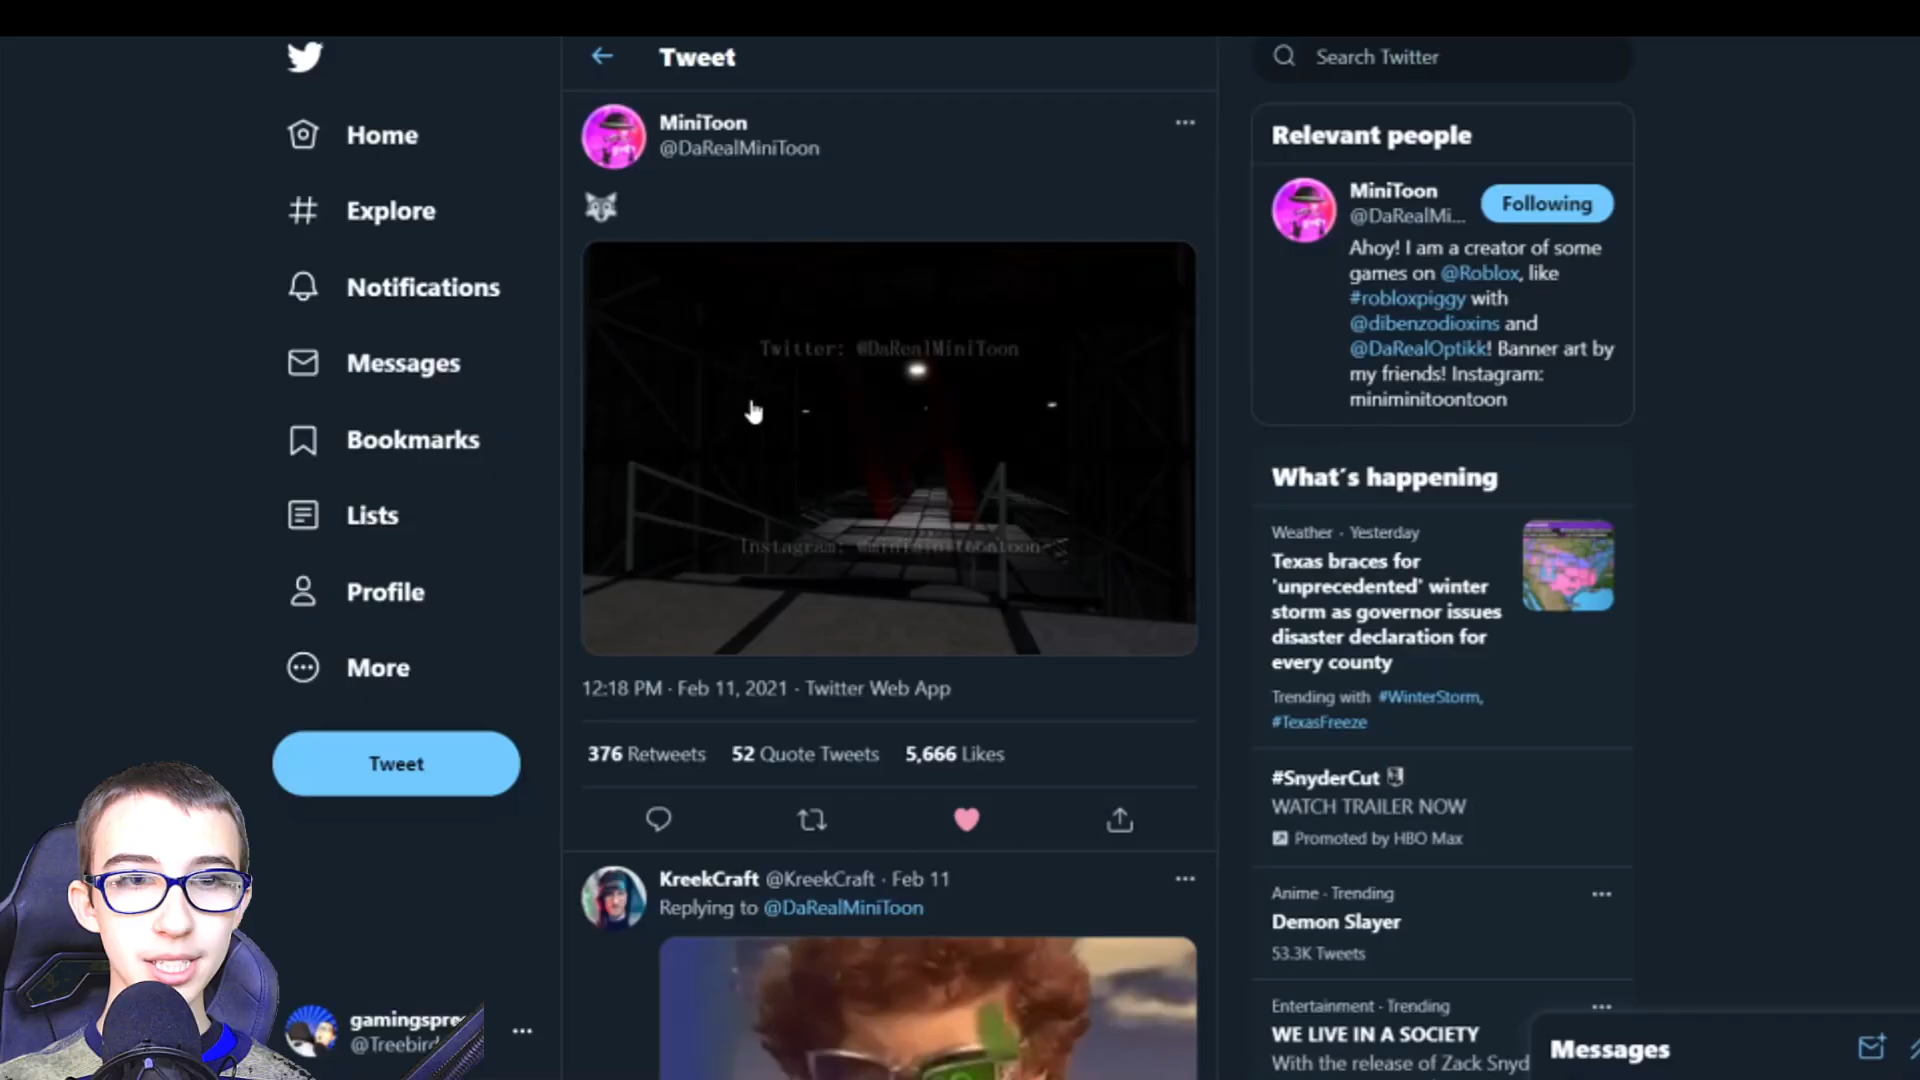 Tweet
Search Twitter
Home
Explore
Notifications
Messages
Bookmarks
Lists
Profile
More
Tweet
gamingspre
@Treebird
MiniToon
@DaRealMiniToon
Twitter: @DaRealMiniToon
Instagram: @miniminitoontoon
12:18 PM · Feb 11, 2021 · Twitter Web App
376 Retweets 52 Quote Tweets 5,666 Likes
KreekCraft @KreekCraft · Feb 11
Replying to @DaRealMiniToon
Relevant people
MiniToon
@DaRealMi...
Following
Ahoy! I am a creator of some
games on @Roblox, like
#robloxpiggy with
@dibenzodioxins and
@DaRealOptikk! Banner art by
my friends! Instagram:
miniminitoontoon
What's happening
Weather · Yesterday
Texas braces for
'unprecedented' winter
storm as governor issues
disaster declaration for
every county
Trending with #WinterStorm,
#TexasFreeze
#SnyderCut
WATCH TRAILER NOW
Promoted by HBO Max
Anime · Trending
Demon Slayer
53.3K Tweets
Entertainment · Trending
WE LIVE IN A SOCIETY
With the release of Zack Snyd
Messages